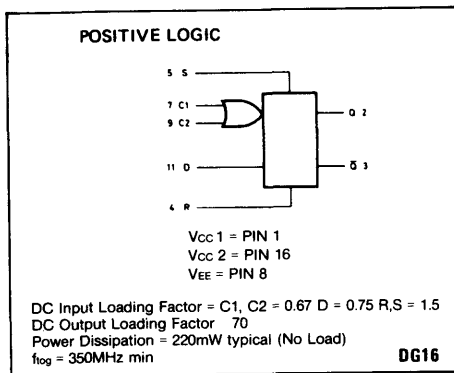 POSITIVE LOGIC
5 S
7 C1
9 C2
Q 2
11 D
Q̅ 3
4 R
VCC 1 = PIN 1
VCC 2 = PIN 16
VEE = PIN 8
DC Input Loading Factor = C1, C2 = 0.67 D = 0.75 R,S = 1.5
DC Output Loading Factor 70
Power Dissipation = 220mW typical (No Load)
ftog = 350MHz min
DG16